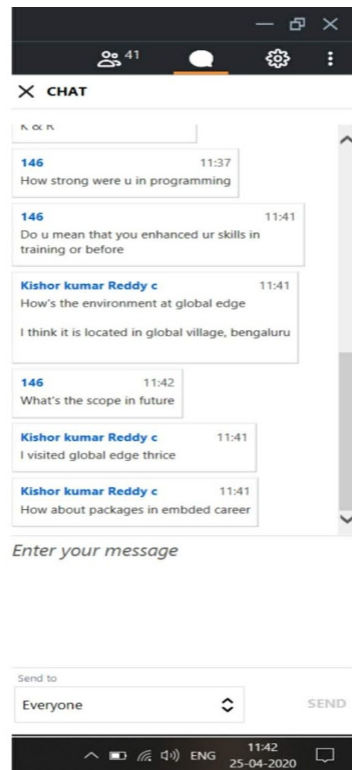 41
CHAT
K & R
146 11:37
How strong were u in programming
146 11:41
Do u mean that you enhanced ur skills in
training or before
Kishor kumar Reddy c 11:41
How's the environment at global edge
I think it is located in global village, bengaluru
146 11:42
What's the scope in future
Kishor kumar Reddy c 11:41
I visited global edge thrice
Kishor kumar Reddy c 11:41
How about packages in embded career
Enter your message
Send to
Everyone
SEND
ENG
11:42
25-04-2020